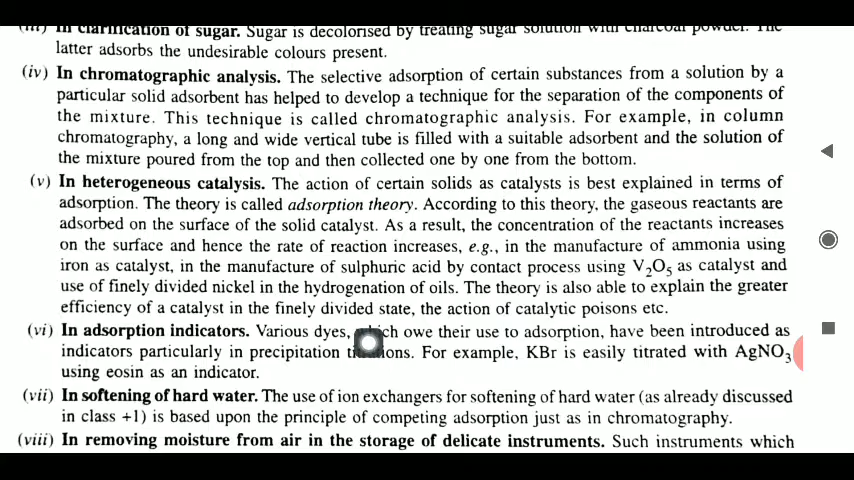 (iii) In clarification of sugar. Sugar is decolorised by treating sugar solution with charcoal powder. The
latter adsorbs the undesirable colours present.
(iv) In chromatographic analysis. The selective adsorption of certain substances from a solution by a
particular solid adsorbent has helped to develop a technique for the separation of the components of
the mixture. This technique is called chromatographic analysis. For example, in column
chromatography, a long and wide vertical tube is filled with a suitable adsorbent and the solution of
the mixture poured from the top and then collected one by one from the bottom.
(v) In heterogeneous catalysis. The action of certain solids as catalysts is best explained in terms of
adsorption. The theory is called adsorption theory. According to this theory, the gaseous reactants are
adsorbed on the surface of the solid catalyst. As a result, the concentration of the reactants increases
on the surface and hence the rate of reaction increases, e.g., in the manufacture of ammonia using
iron as catalyst, in the manufacture of sulphuric acid by contact process using V₂O₅ as catalyst and
use of finely divided nickel in the hydrogenation of oils. The theory is also able to explain the greater
efficiency of a catalyst in the finely divided state, the action of catalytic poisons etc.
(vi) In adsorption indicators. Various dyes, which owe their use to adsorption, have been introduced as
indicators particularly in precipitation titrations. For example, KBr is easily titrated with AgNO₃
using eosin as an indicator.
(vii) In softening of hard water. The use of ion exchangers for softening of hard water (as already discussed
in class +1) is based upon the principle of competing adsorption just as in chromatography.
(viii) In removing moisture from air in the storage of delicate instruments. Such instruments which